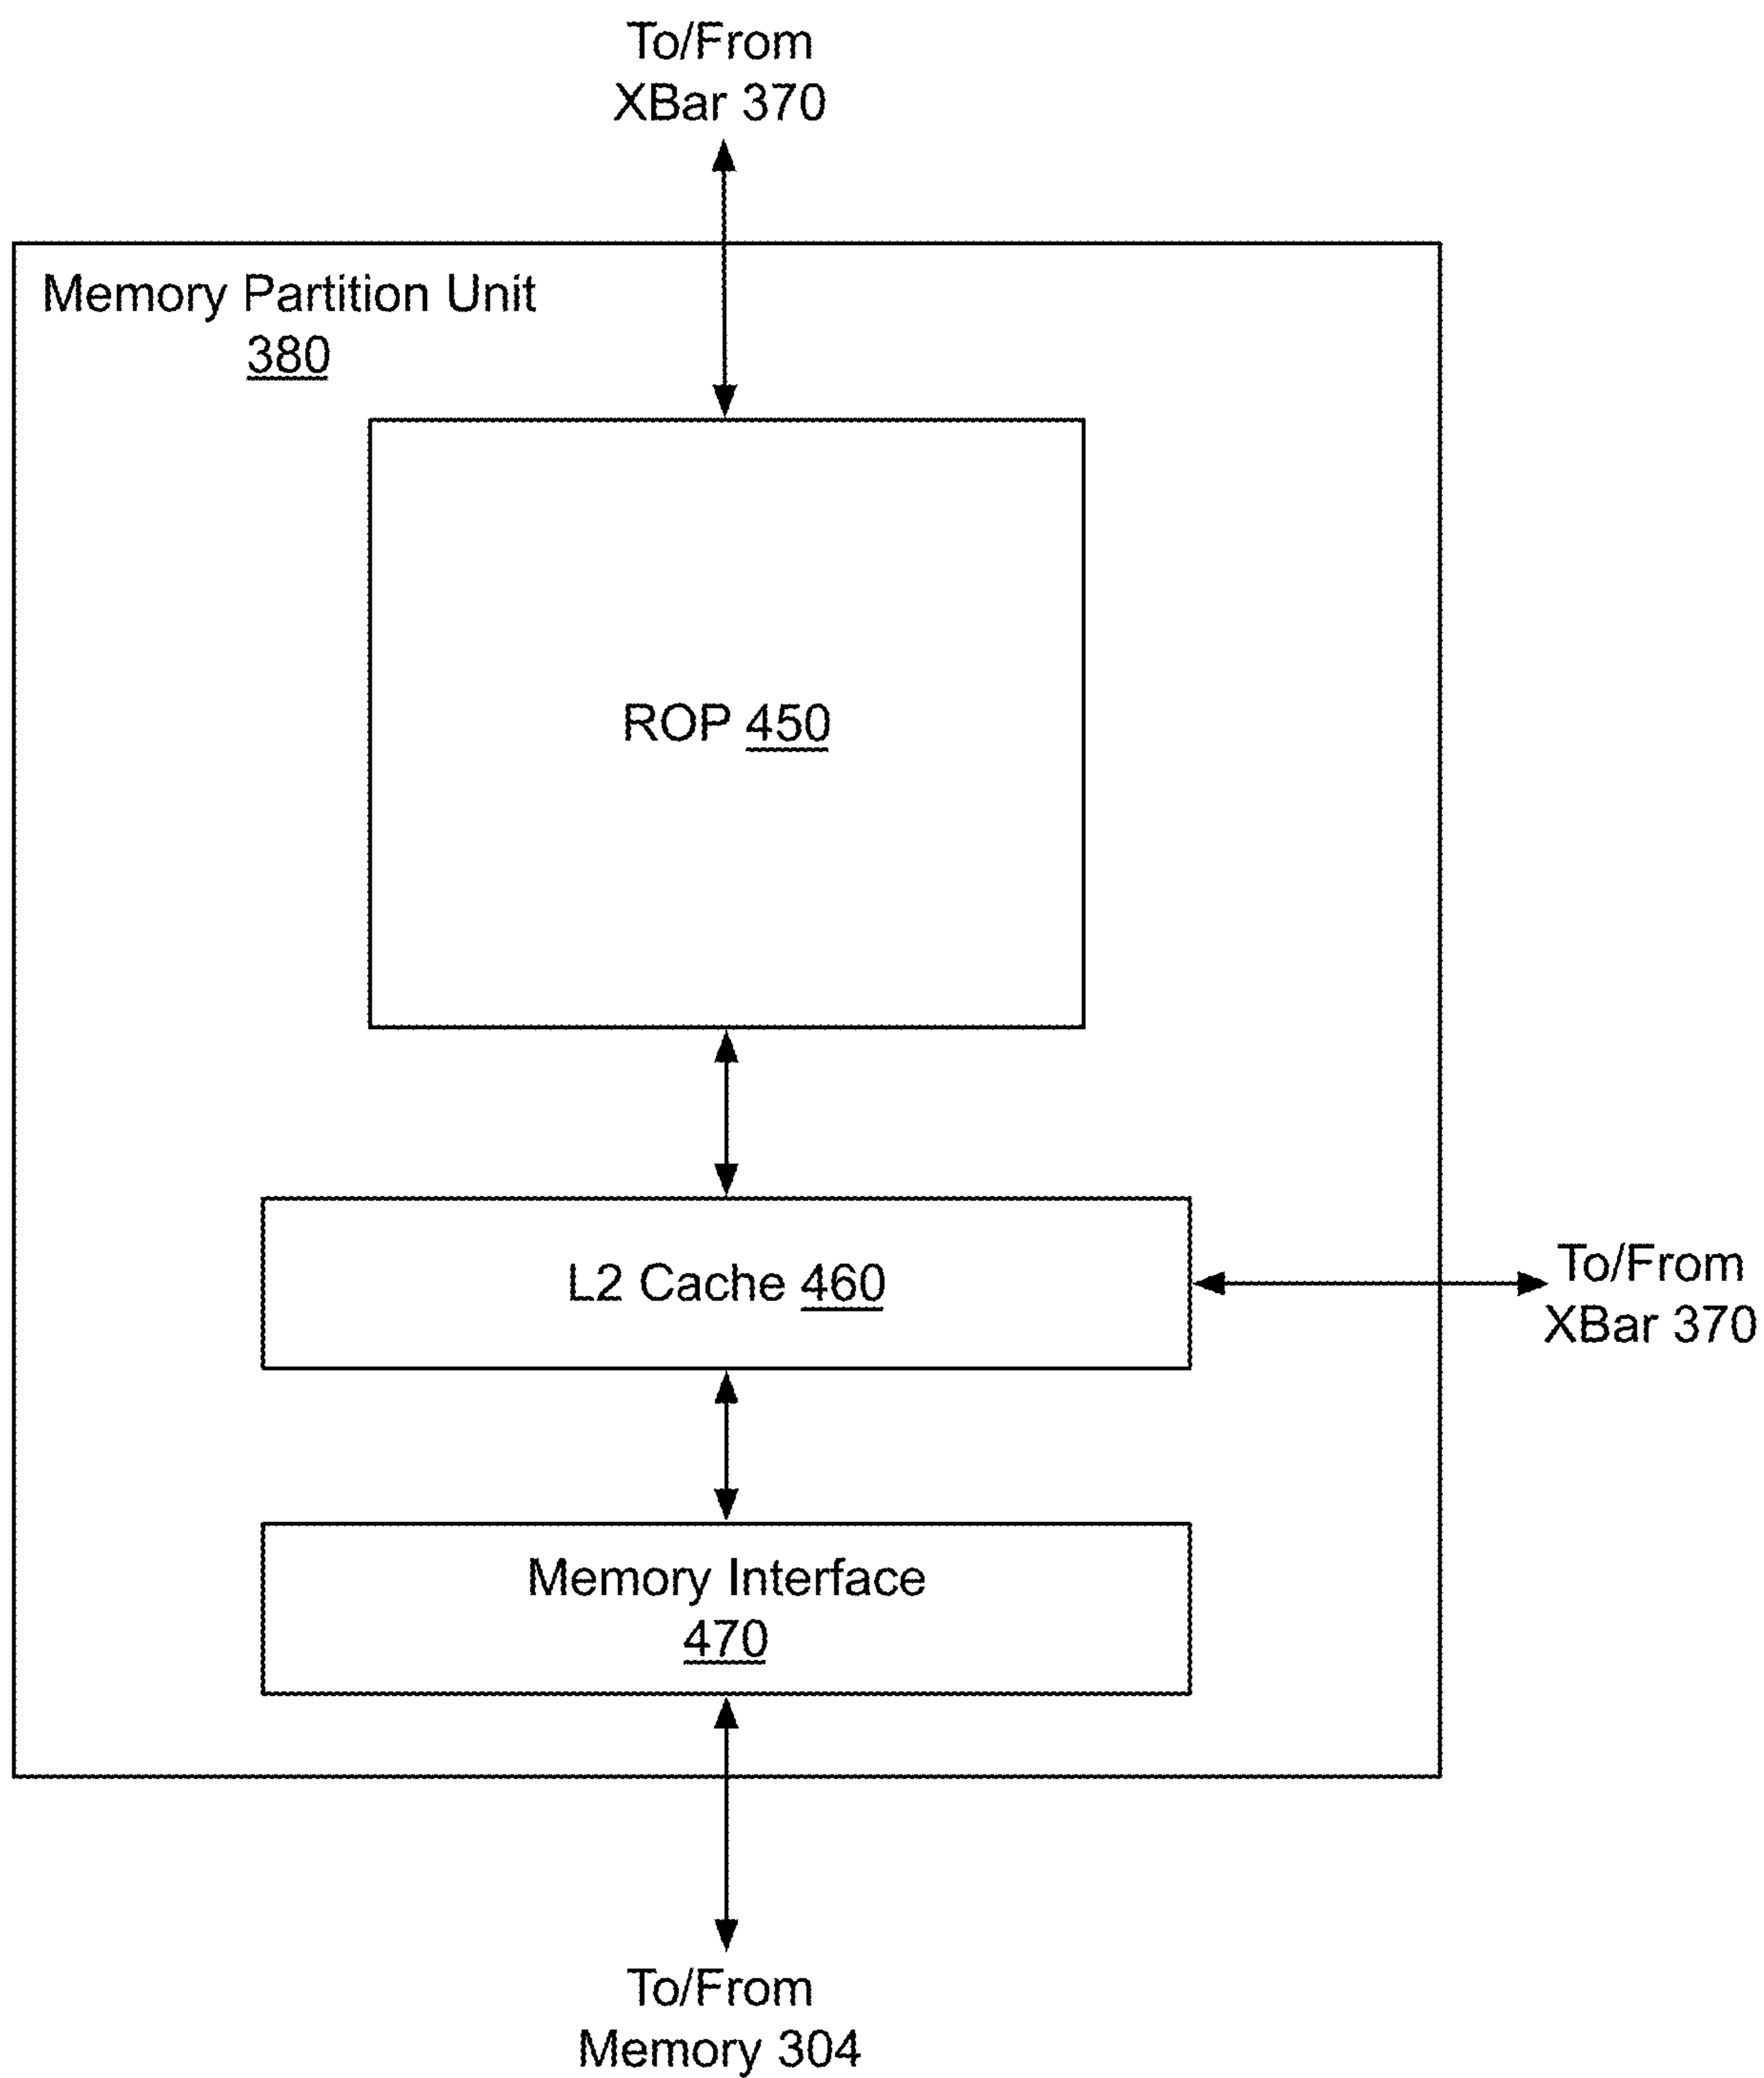 To/From
XBar 370
Memory Partition Unit
380
ROP 450
L2 Cache 460
To/From
XBar 370
Memory Interface
470
To/From
Memory 304